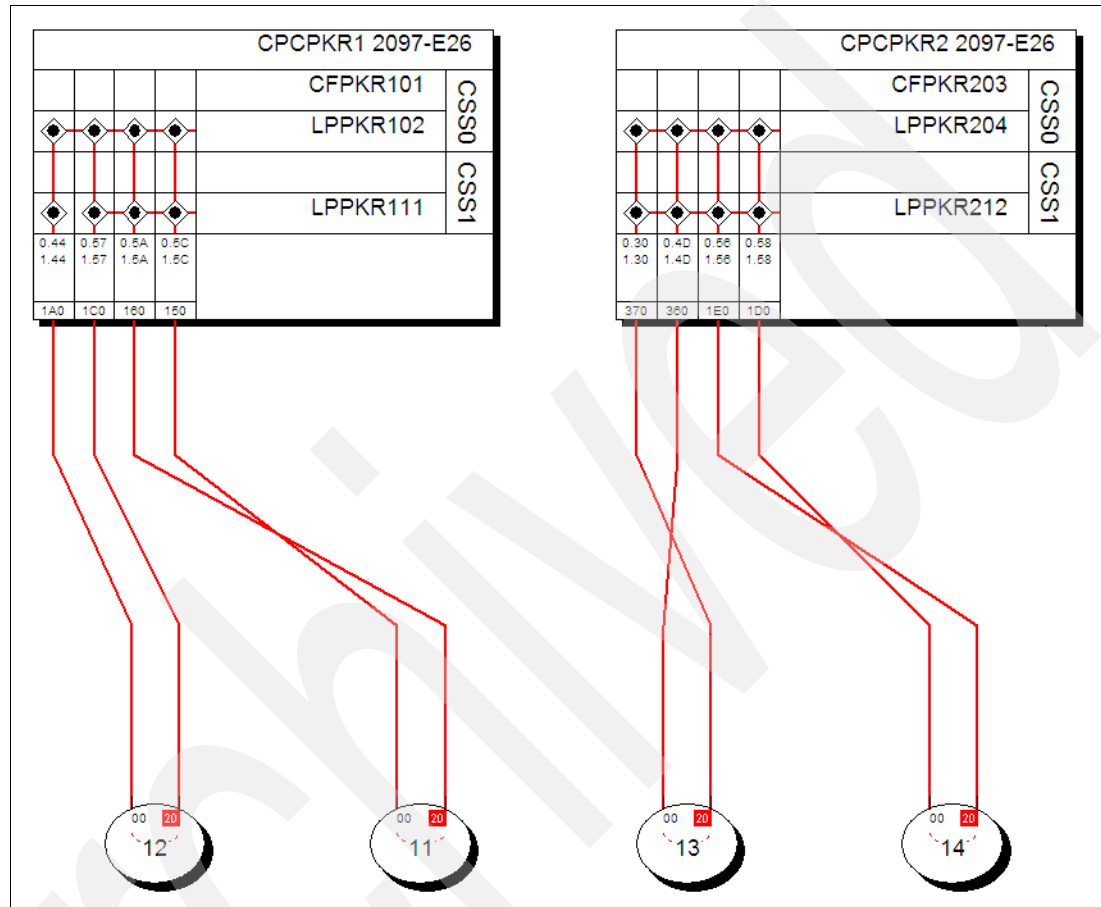 CPCPKR1 2097-E26
CFPKR101
LPPKR102
CSS0
LPPKR111
CSS1
0.44 0.57 0.5A 0.5C
1.44 1.57 1.5A 1.5C
1A0 1C0 160 150
CPCPKR2 2097-E26
CFPKR203
LPPKR204
CSS0
LPPKR212
CSS1
0.30 0.4D 0.56 0.58
1.30 1.4D 1.56 1.58
370 360 1E0 1D0
00 20
12
00 20
11
00 20
13
00 20
14